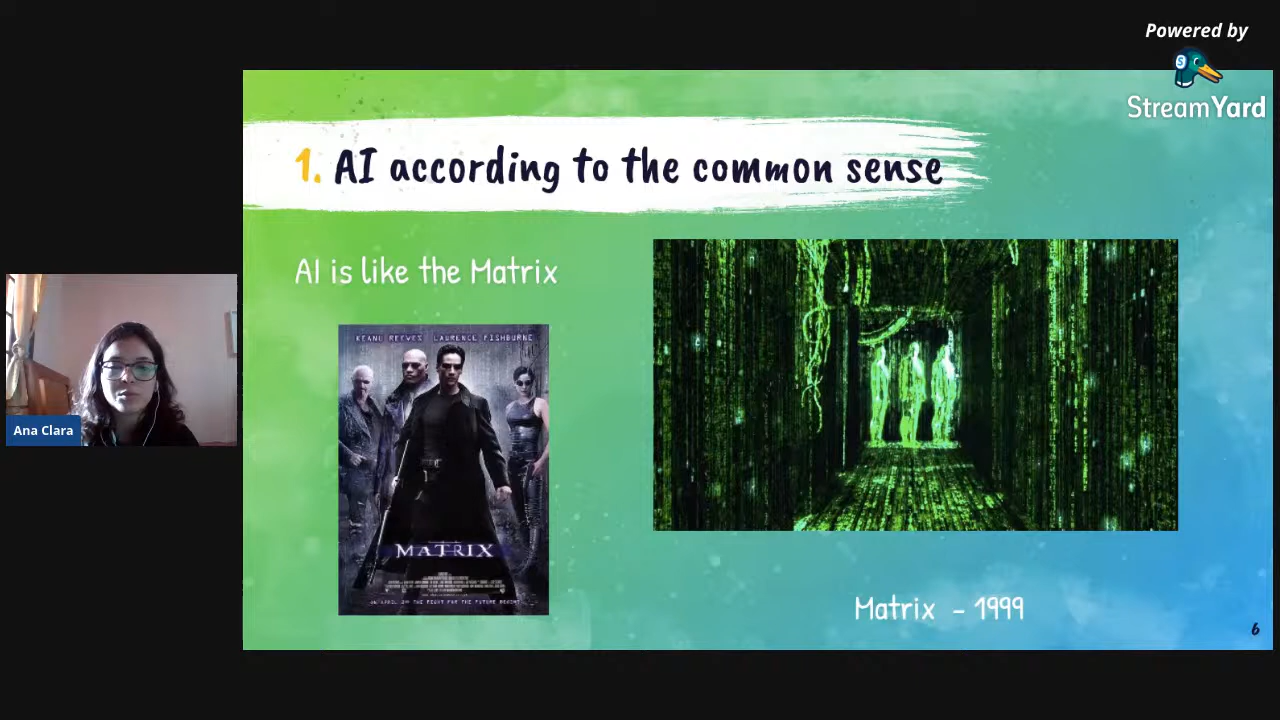 Powered by
StreamYard
1. AI according to the common sense
AI is like the Matrix
KEANU REEVES LAURENCE FISHBURNE
MATRIX
Matrix - 1999
6
Ana Clara